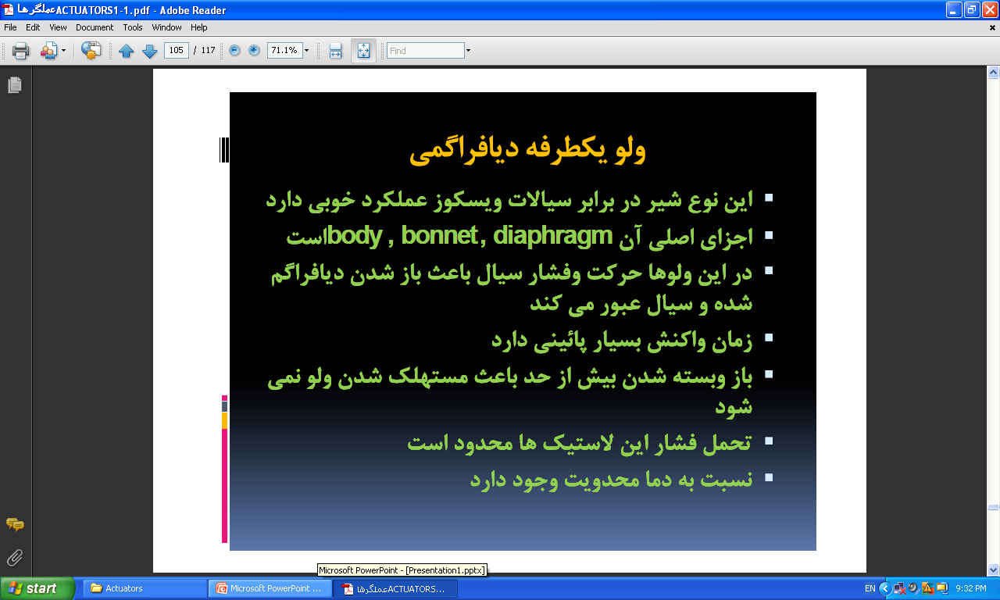 عملگرهاACTUATORS1-1.pdf - Adobe Reader
File Edit View Document Tools Window Help
105 / 117 71.1% Find
ولو یکطرفه دیافراگمی
این نوع شیر در برابر سیالات ویسکوز عملکرد خوبی دارد
اجزای اصلی آن body , bonnet, diaphragmاست
در این ولوها حرکت وفشار سیال باعث باز شدن دیافراگم
شده و سیال عبور می کند
زمان واکنش بسیار پائینی دارد
باز وبسته شدن بیش از حد باعث مستهلک شدن ولو نمی
شود
تحمل فشار این لاستیک ها محدود است
نسبت به دما محدویت وجود دارد
Microsoft PowerPoint - [Presentation1.pptx]
start Actuators Microsoft PowerPoint ... عملگرهاACTUATORS... EN 9:32 PM